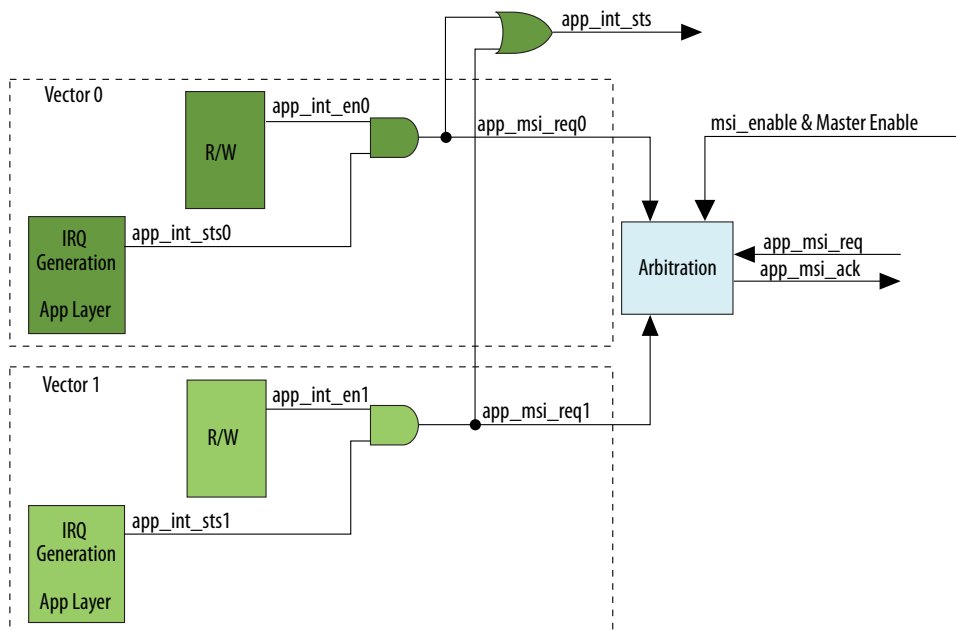 app_int_sts
Vector 0
app_int_en0
R/W
app_msi_req0
msi_enable & Master Enable
IRQ
Generation
App Layer
app_int_sts0
Arbitration
app_msi_req
app_msi_ack
Vector 1
app_int_en1
R/W
app_msi_req1
IRQ
Generation
App Layer
app_int_sts1